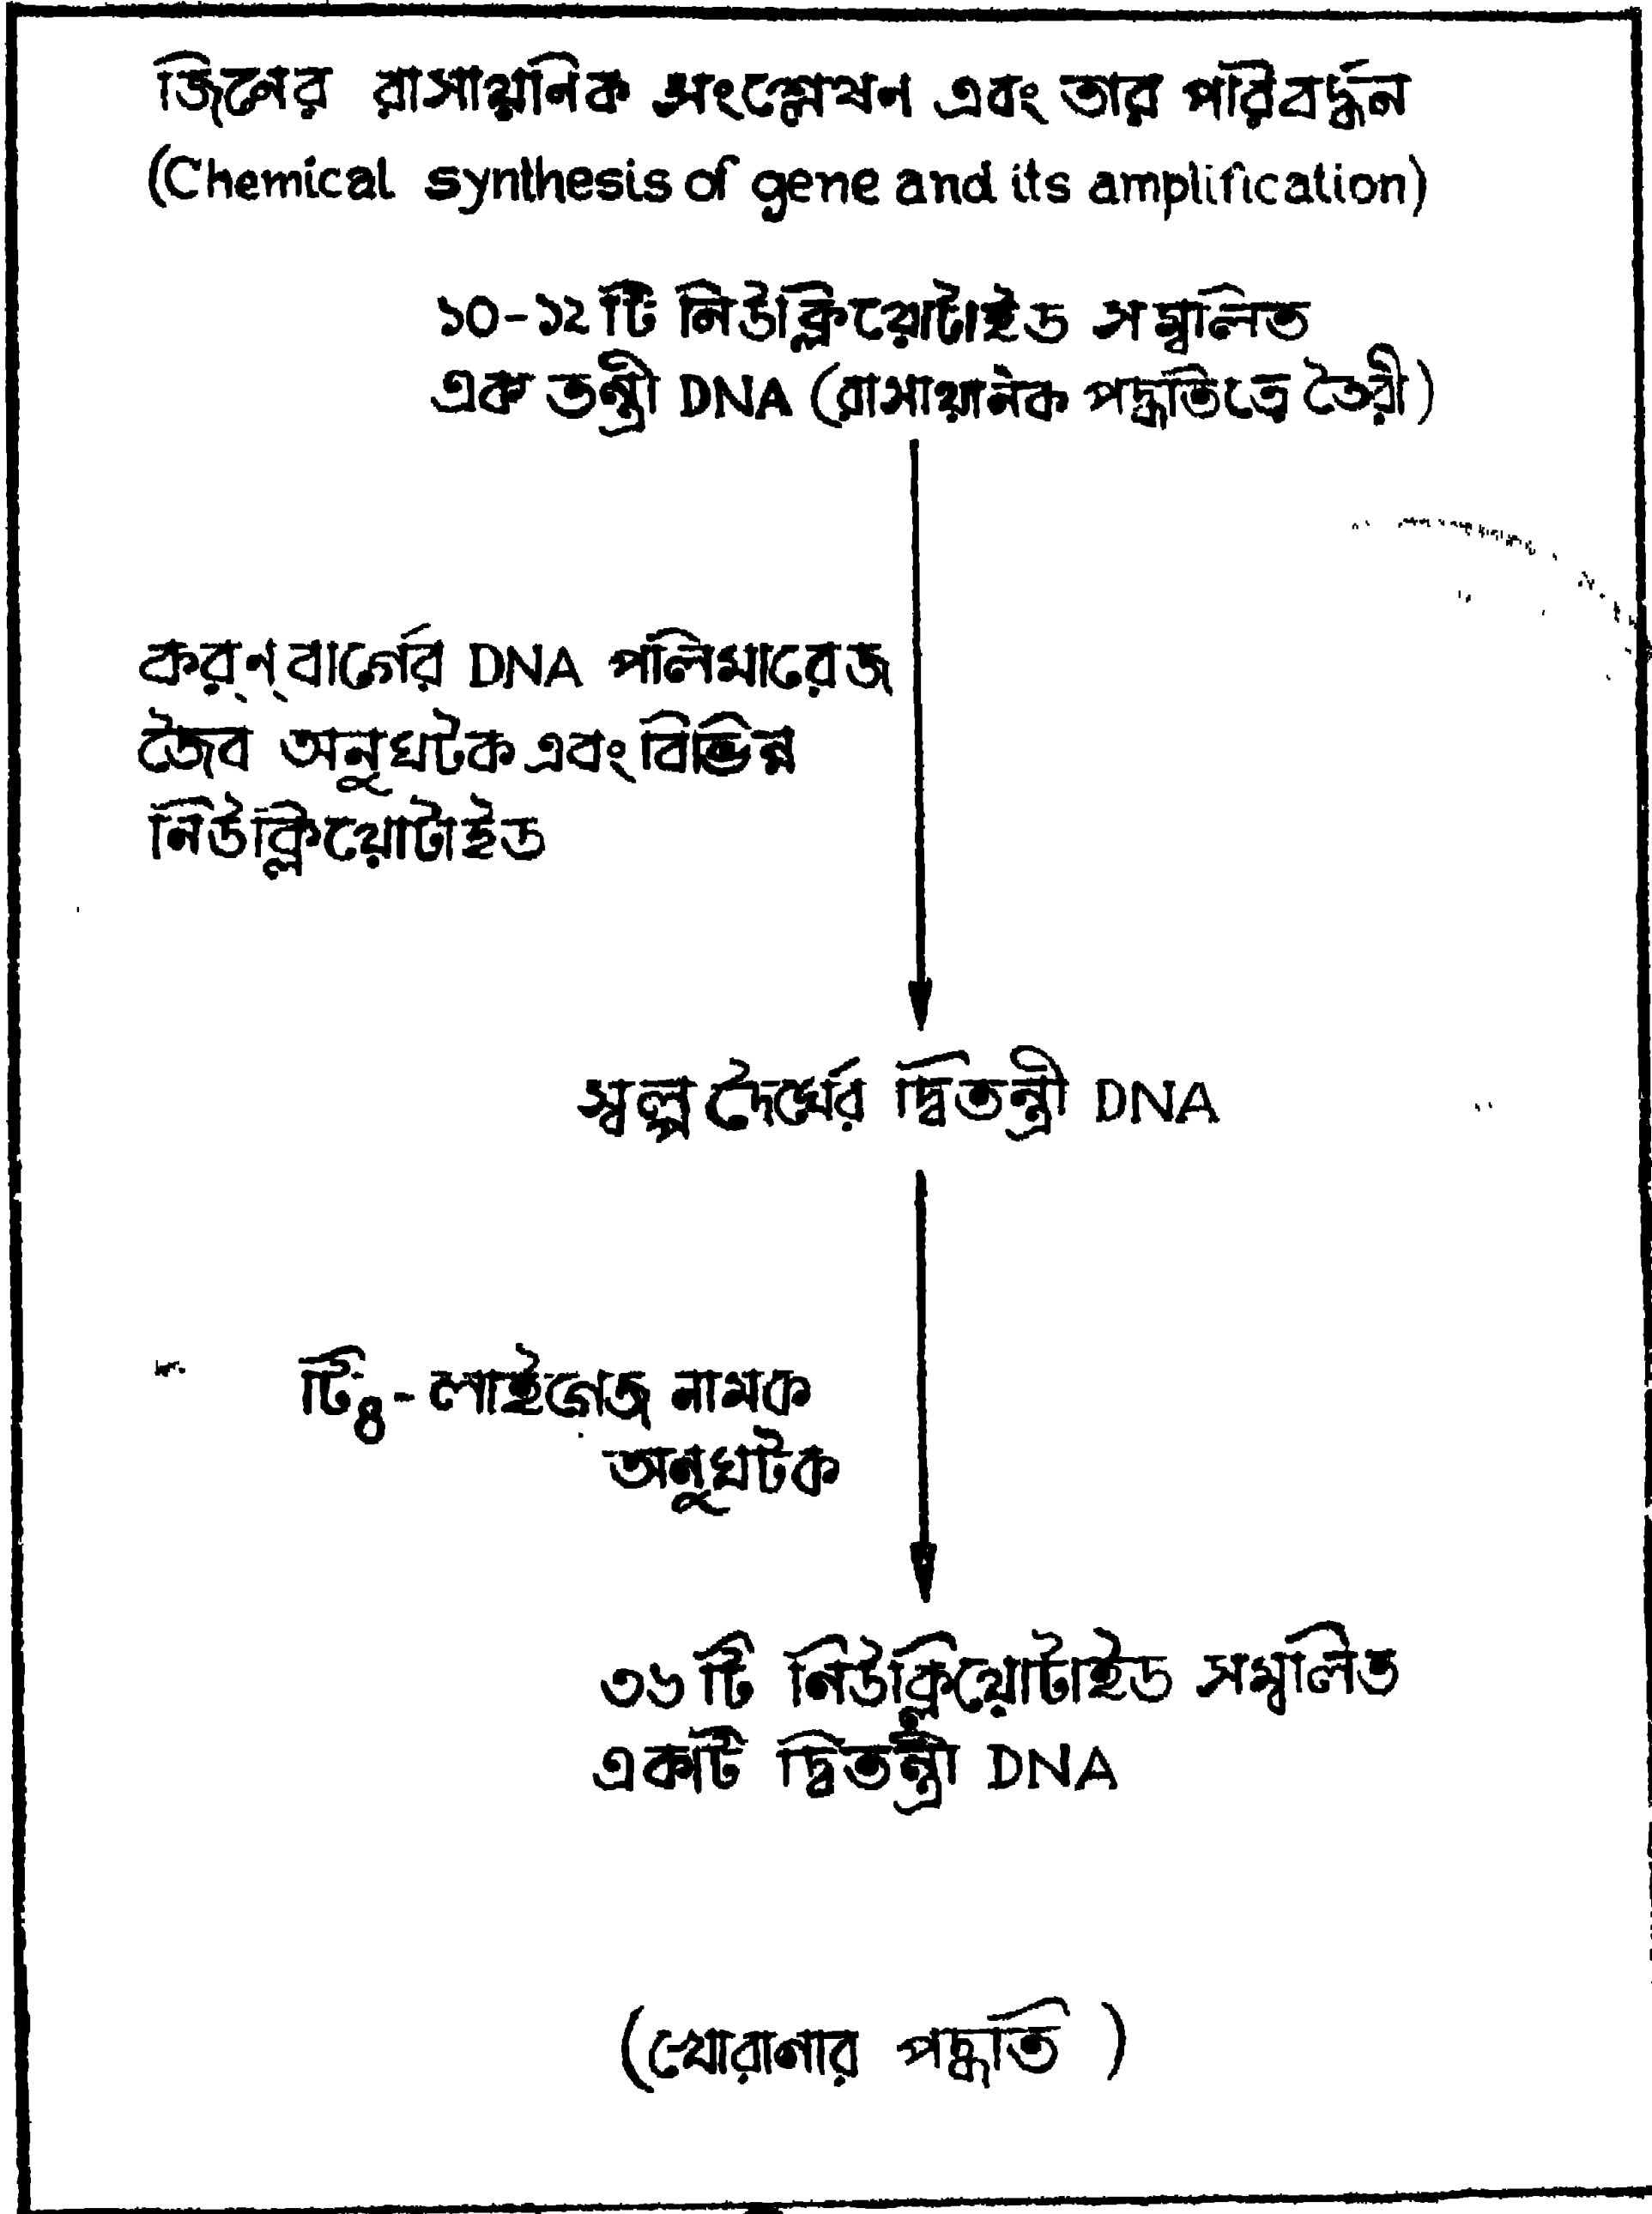 জিনের রাসায়নিক সংশ্লেষণ এবং তার পরিবর্দ্ধন
(Chemical synthesis of gene and its amplification)
১০-১২ টি নিউক্লিয়োটাইড সম্বলিত
এক তন্ত্রী DNA (রাসায়নিক পদ্ধতিতে তৈরী)
কর্ণ্‌বার্গের DNA পলিমারেজ
জৈব অনুঘটক এবং বিভিন্ন
নিউক্লিয়োটাইড
স্বল্প দৈর্ঘের দ্বিতন্ত্রী DNA
টি৪-লাইগেজ নামক
অনুঘটক
৩৬ টি নিউক্লিয়োটাইড সম্বলিত
একটি দ্বিতন্ত্রী DNA
(খোরাণার পদ্ধতি)